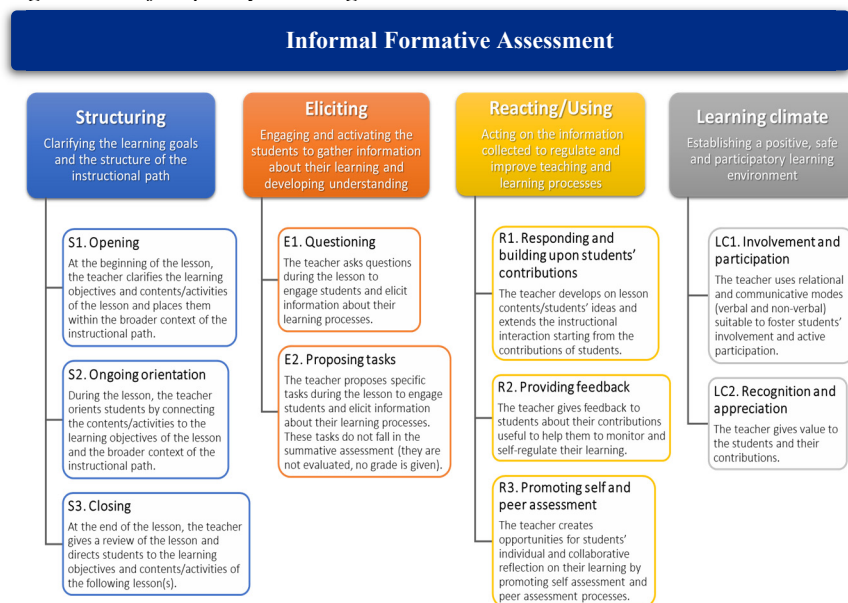 Informal Formative Assessment
Structuring
Clarifying the learning goals
and the structure of the
instructional path
S1. Opening
At the beginning of the lesson,
the teacher clarifies the learning
objectives and contents/activities
of the lesson and places them
within the broader context of the
instructional path.
S2. Ongoing orientation
During the lesson, the teacher
orients students by connecting
the contents/activities to the
learning objectives of the lesson
and the broader context of the
instructional path.
S3. Closing
At the end of the lesson, the teacher
gives a review of the lesson and
directs students to the learning
objectives and contents/activities of
the following lesson(s).
Eliciting
Engaging and activating the
students to gather information
about their learning and
developing understanding
E1. Questioning
The teacher asks questions
during the lesson to
engage students and elicit
information about their
learning processes.
E2. Proposing tasks
The teacher proposes specific
tasks during the lesson to engage
students and elicit information
about their learning processes.
These tasks do not fall in the
summative assessment (they are
not evaluated, no grade is given).
Reacting/Using
Acting on the information
collected to regulate and
improve teaching and
learning processes
R1. Responding and
building upon students'
contributions
The teacher develops on lesson
contents/students' ideas and
extends the instructional
interaction starting from the
contributions of students.
R2. Providing feedback
The teacher gives feedback to
students about their contributions
useful to help them to monitor and
self-regulate their learning.
R3. Promoting self and
peer assessment
The teacher creates
opportunities for students'
individual and collaborative
reflection on their learning by
promoting self assessment and
peer assessment processes.
Learning climate
Establishing a positive, safe
and participatory learning
environment
LC1. Involvement and
participation
The teacher uses relational
and communicative modes
(verbal and non-verbal)
suitable to foster students'
involvement and active
participation.
LC2. Recognition and
appreciation
The teacher gives value to
the students and their
contributions.